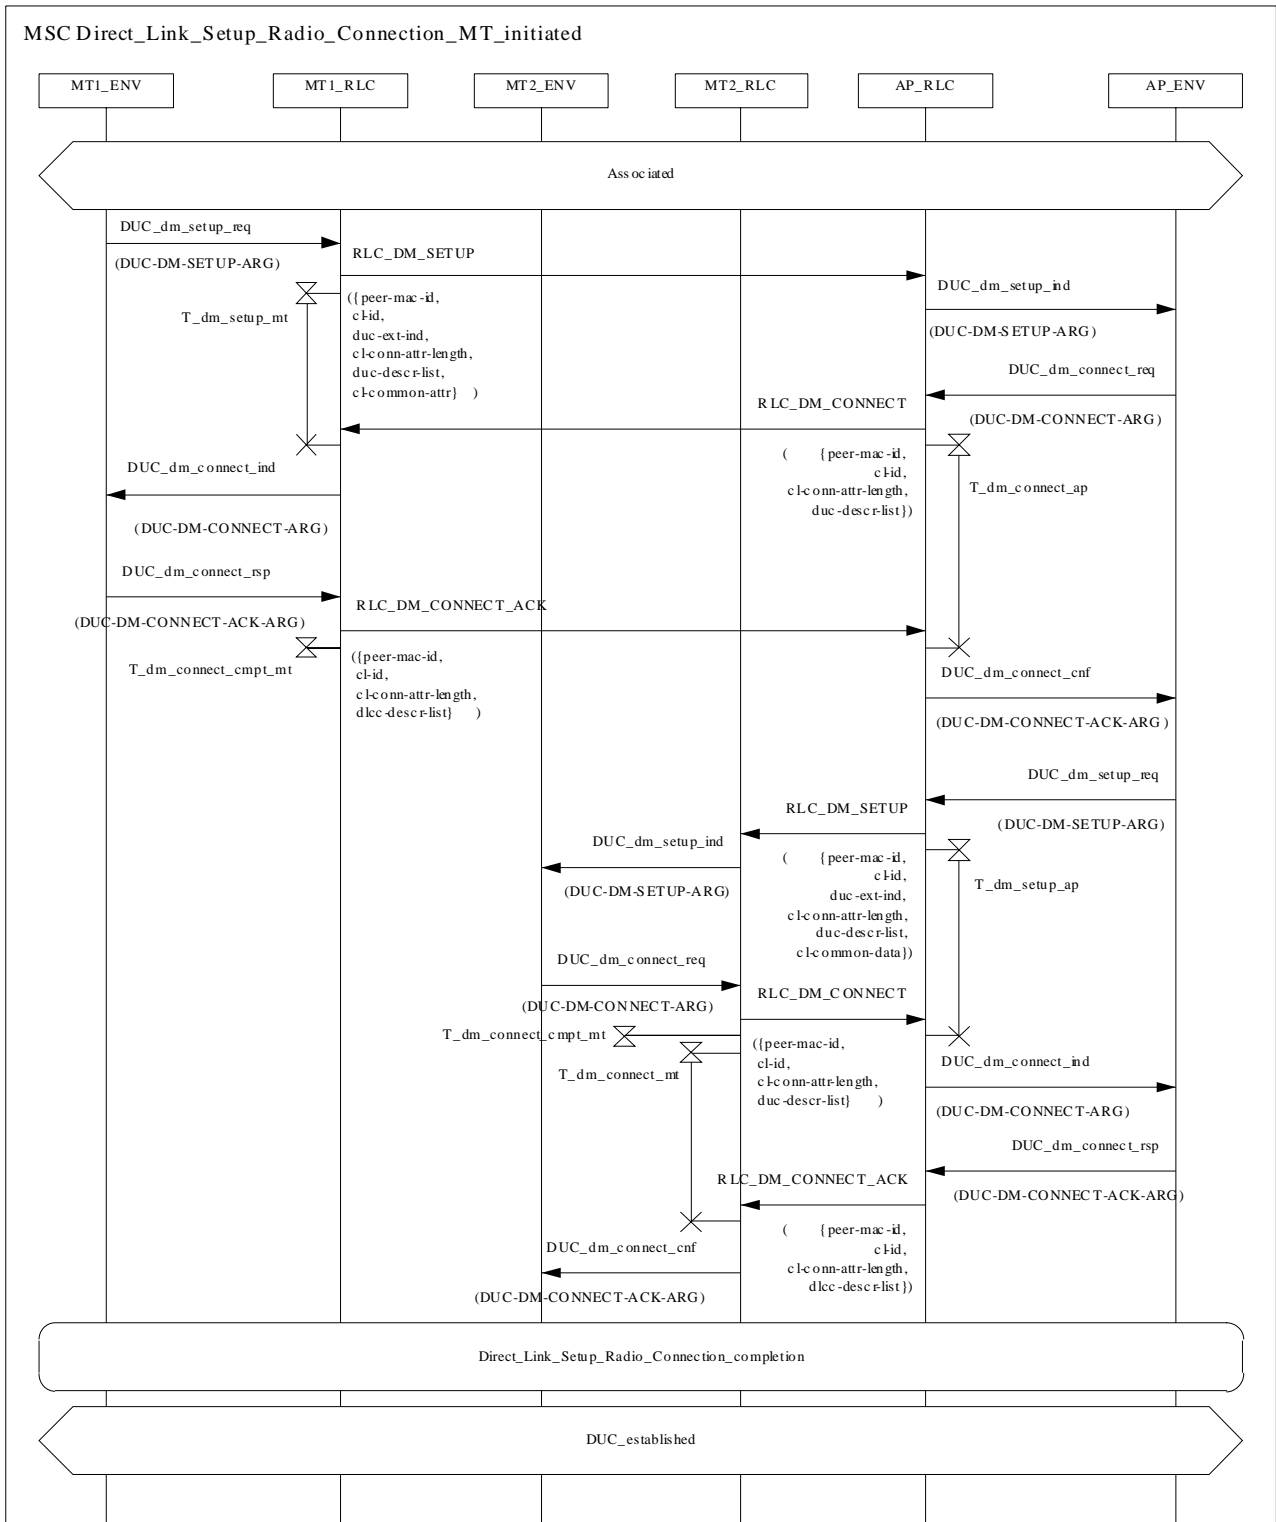 MSC Direct_Link_Setup_Radio_Connection_MT_initiated
MT1_ENV
MT1_RLC
MT2_ENV
MT2_RLC
AP_RLC
AP_ENV
Associated
DUC_dm_setup_req
(DUC-DM-SETUP-ARG)
RLC_DM_SETUP
DUC_dm_setup_ind
T_dm_setup_mt
({peer-mac-id,
cl-id,
duc-ext-ind,
cl-conn-attr-length,
duc-descr-list,
cl-common-attr} )
(DUC-DM-SETUP-ARG)
DUC_dm_connect_req
RLC_DM_CONNECT
(DUC-DM-CONNECT-ARG)
DUC_dm_connect_ind
( {peer-mac-id,
cl-id,
cl-conn-attr-length,
duc-descr-list})
T_dm_connect_ap
(DUC-DM-CONNECT-ARG)
DUC_dm_connect_rsp
RLC_DM_CONNECT_ACK
(DUC-DM-CONNECT-ACK-ARG)
T_dm_connect_cmpt_mt
({peer-mac-id,
cl-id,
cl-conn-attr-length,
dlcc-descr-list} )
DUC_dm_connect_cnf
(DUC-DM-CONNECT-ACK-ARG)
DUC_dm_setup_req
RLC_DM_SETUP
(DUC-DM-SETUP-ARG)
DUC_dm_setup_ind
( {peer-mac-id,
cl-id,
duc-ext-ind,
cl-conn-attr-length,
duc-descr-list,
cl-common-data})
T_dm_setup_ap
(DUC-DM-SETUP-ARG)
DUC_dm_connect_req
RLC_DM_CONNECT
(DUC-DM-CONNECT-ARG)
T_dm_connect_cmpt_mt
({peer-mac-id,
cl-id,
cl-conn-attr-length,
duc-descr-list} )
DUC_dm_connect_ind
T_dm_connect_mt
(DUC-DM-CONNECT-ARG)
DUC_dm_connect_rsp
RLC_DM_CONNECT_ACK
(DUC-DM-CONNECT-ACK-ARG)
( {peer-mac-id,
cl-id,
cl-conn-attr-length,
dlcc-descr-list})
DUC_dm_connect_cnf
(DUC-DM-CONNECT-ACK-ARG)
Direct_Link_Setup_Radio_Connection_completion
DUC_established